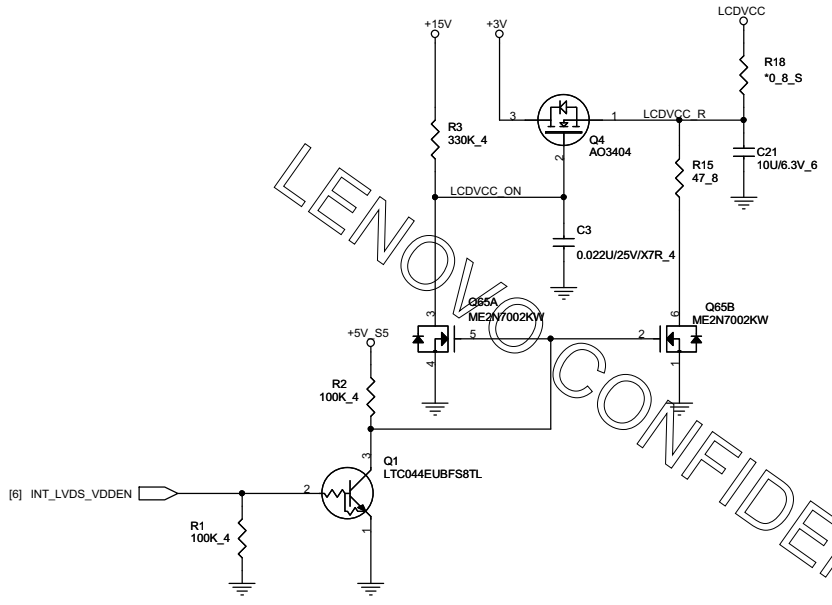 LCDVCC
+15V
+3V
R18
*0_8_S
3
1
LCDVCC_R
R3
330K_4
Q4
AO3404
2
R15
47_8
C21
10U/6.3V_6
LCDVCC_ON
C3
0.022U/25V/X7R_4
Q65A
ME2N7002KW
3
5
4
6
Q65B
ME2N7002KW
2
1
+5V_S5
R2
100K_4
3
Q1
LTC044EUBFS8TL
[6] INT_LVDS_VDDEN
2
R1
100K_4
1
LENOVO CONFIDE